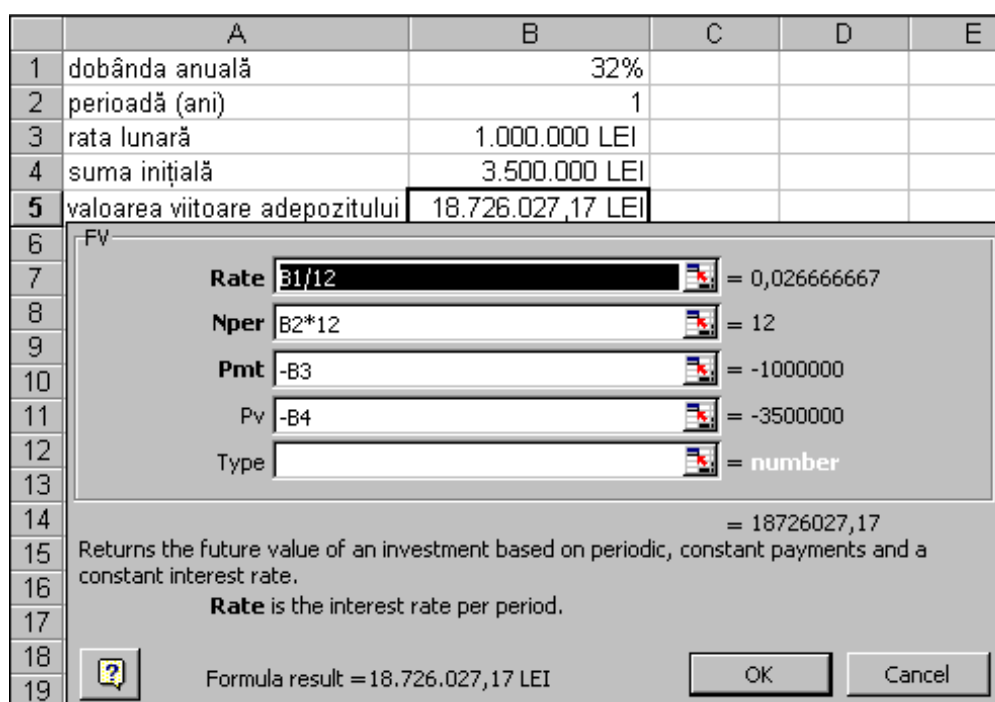 A B C D E
1 dobânda anuală 32%
2 perioadă (ani) 1
3 rata lunară 1.000.000 LEI
4 suma inițială 3.500.000 LEI
5 valoarea viitoare adepozitului 18.726.027,17 LEI
6 FV
7 Rate B1/12 = 0,026666667
8
9 Nper B2*12 = 12
10 Pmt -B3 = -1000000
11 Pv -B4 = -3500000
12
13 Type = number
14 = 18726027,17
15 Returns the future value of an investment based on periodic, constant payments and a
16 constant interest rate.
17 Rate is the interest rate per period.
18
19 Formula result =18.726.027,17 LEI OK Cancel